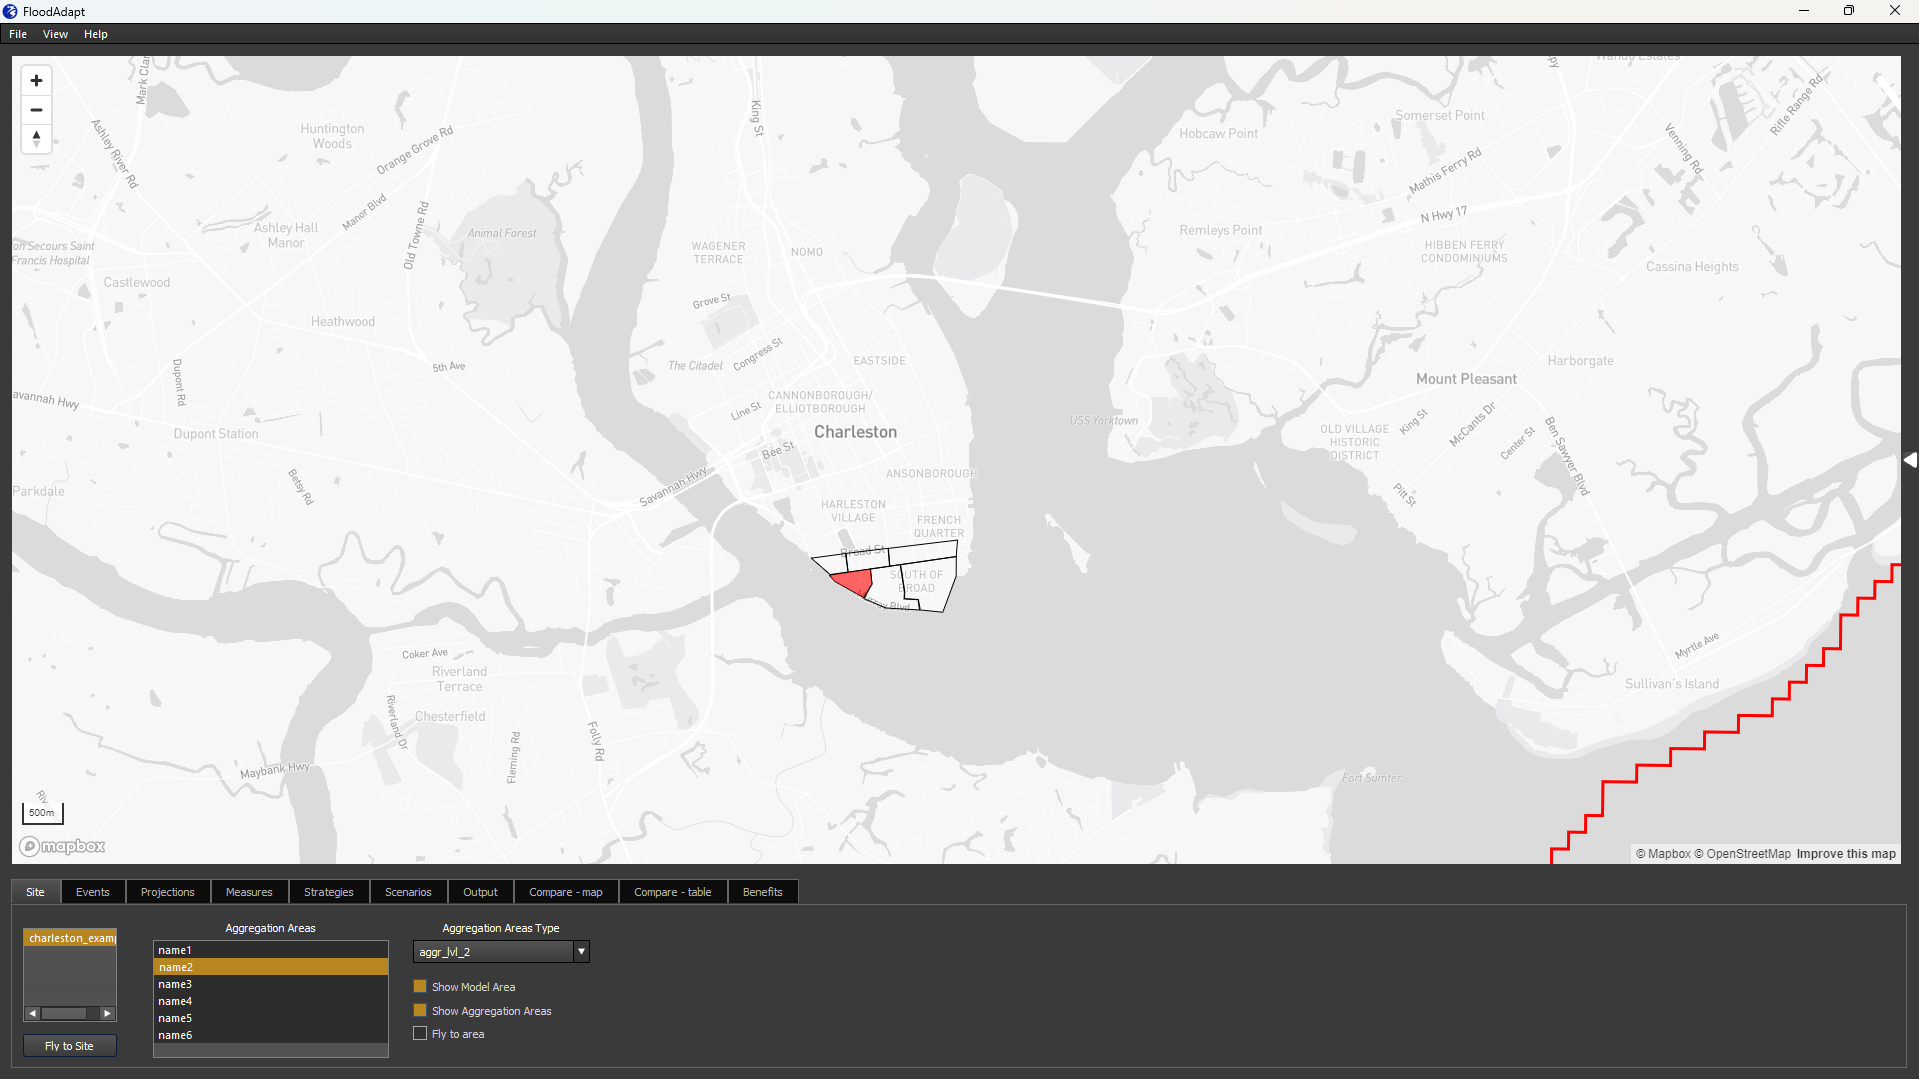 FloodAdapt
File View Help
Mark Clar
King St
Wando Estates
Rifle Range Rd
Somerset Point
Hobcaw Point
Huntington
Woods
Orange Grove Rd
Ashley River Rd
Venning Rd
Mathis Ferry Rd
Manor Blvd
Old Towne Rd
N Hwy 17
Ashley Hall
Manor
Animal Forest
Remleys Point
on Secours Saint
Francis Hospital
WAGENER
TERRACE
NOMO
HIBBEN FERRY
CONDOMINIUMS
Cassina Heights
Castlewood
Grove St
Heathwood
Congress St
The Citadel
EASTSIDE
5th Ave
Dupont Rd
Harborgate
Mount Pleasant
avannah Hwy
CANNONBOROUGH/
ELLIOTBOROUGH
Line St
USS Yorktown
King St
McCants Dr
Center St
Ben Sawyer Blvd
Dupont Station
Charleston
OLD VILLAGE
HISTORIC
DISTRICT
Bee St
Savannah Hwy
ANSONBOROUGH
Betsy Rd
Parkdale
Pitt St
HARLESTON
VILLAGE
FRENCH
QUARTER
Broad St
SOUTH OF
BROAD
Murray Blvd
Coker Ave
Riverland
Terrace
Myrtle Ave
Sullivan's Island
Riverland Dr
Chesterfield
Folly Rd
Fleming Rd
Maybank Hwy
Fort Sumter
Riv
500m
mapbox
© Mapbox © OpenStreetMap Improve this map
Site Events Projections Measures Strategies Scenarios Output Compare - map Compare - table Benefits
Aggregation Areas
Aggregation Areas Type
charleston_examp
name1
name2
name3
name4
name5
name6
aggr_lvl_2
Show Model Area
Show Aggregation Areas
Fly to area
Fly to Site